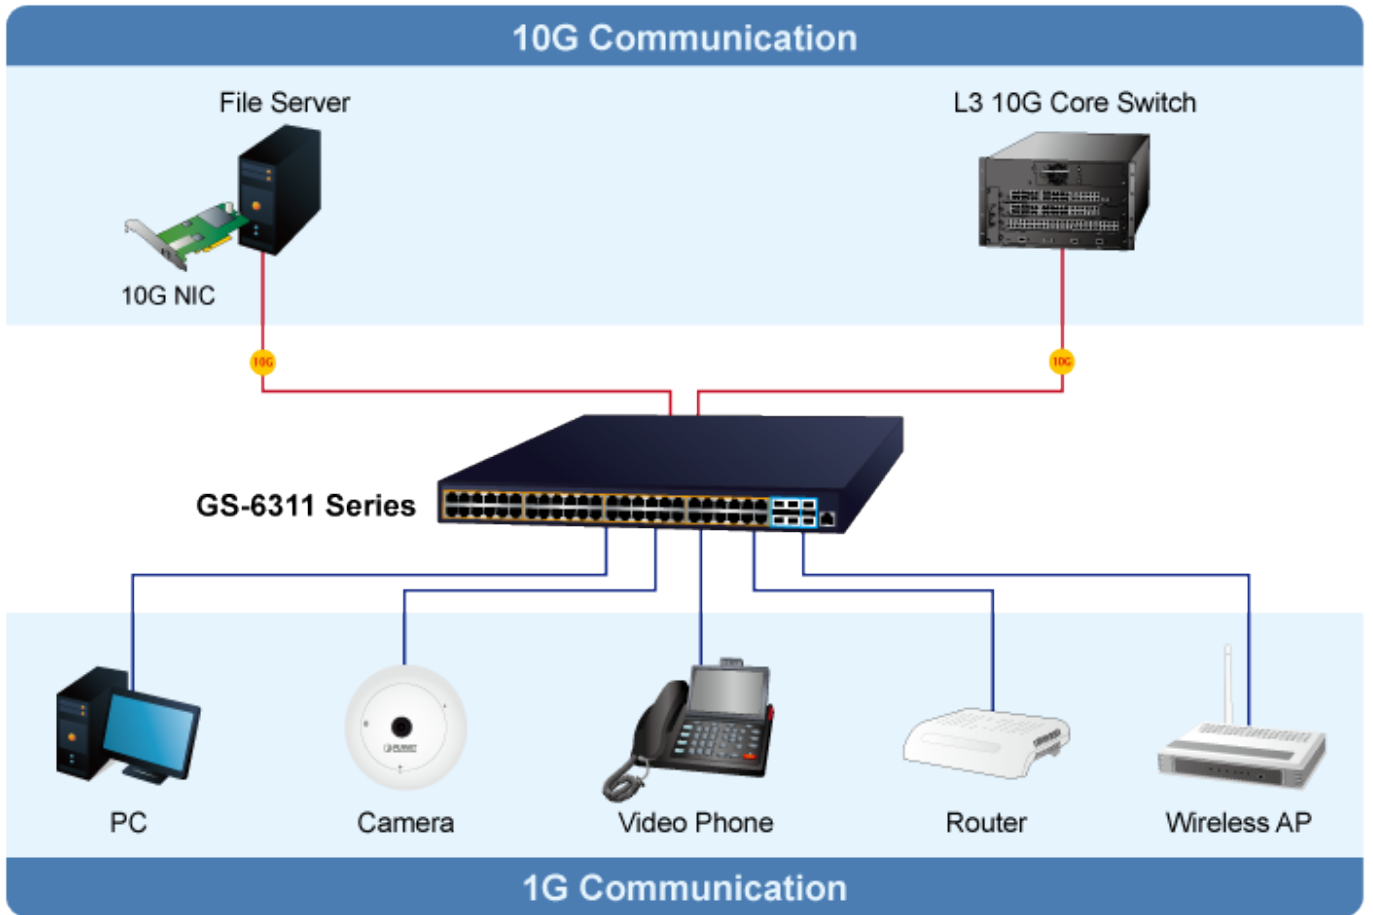 10G Communication
File Server
L3 10G Core Switch
10G NIC
10G
10G
GS-6311 Series
PLANET
PC
Camera
Video Phone
Router
Wireless AP
1G Communication